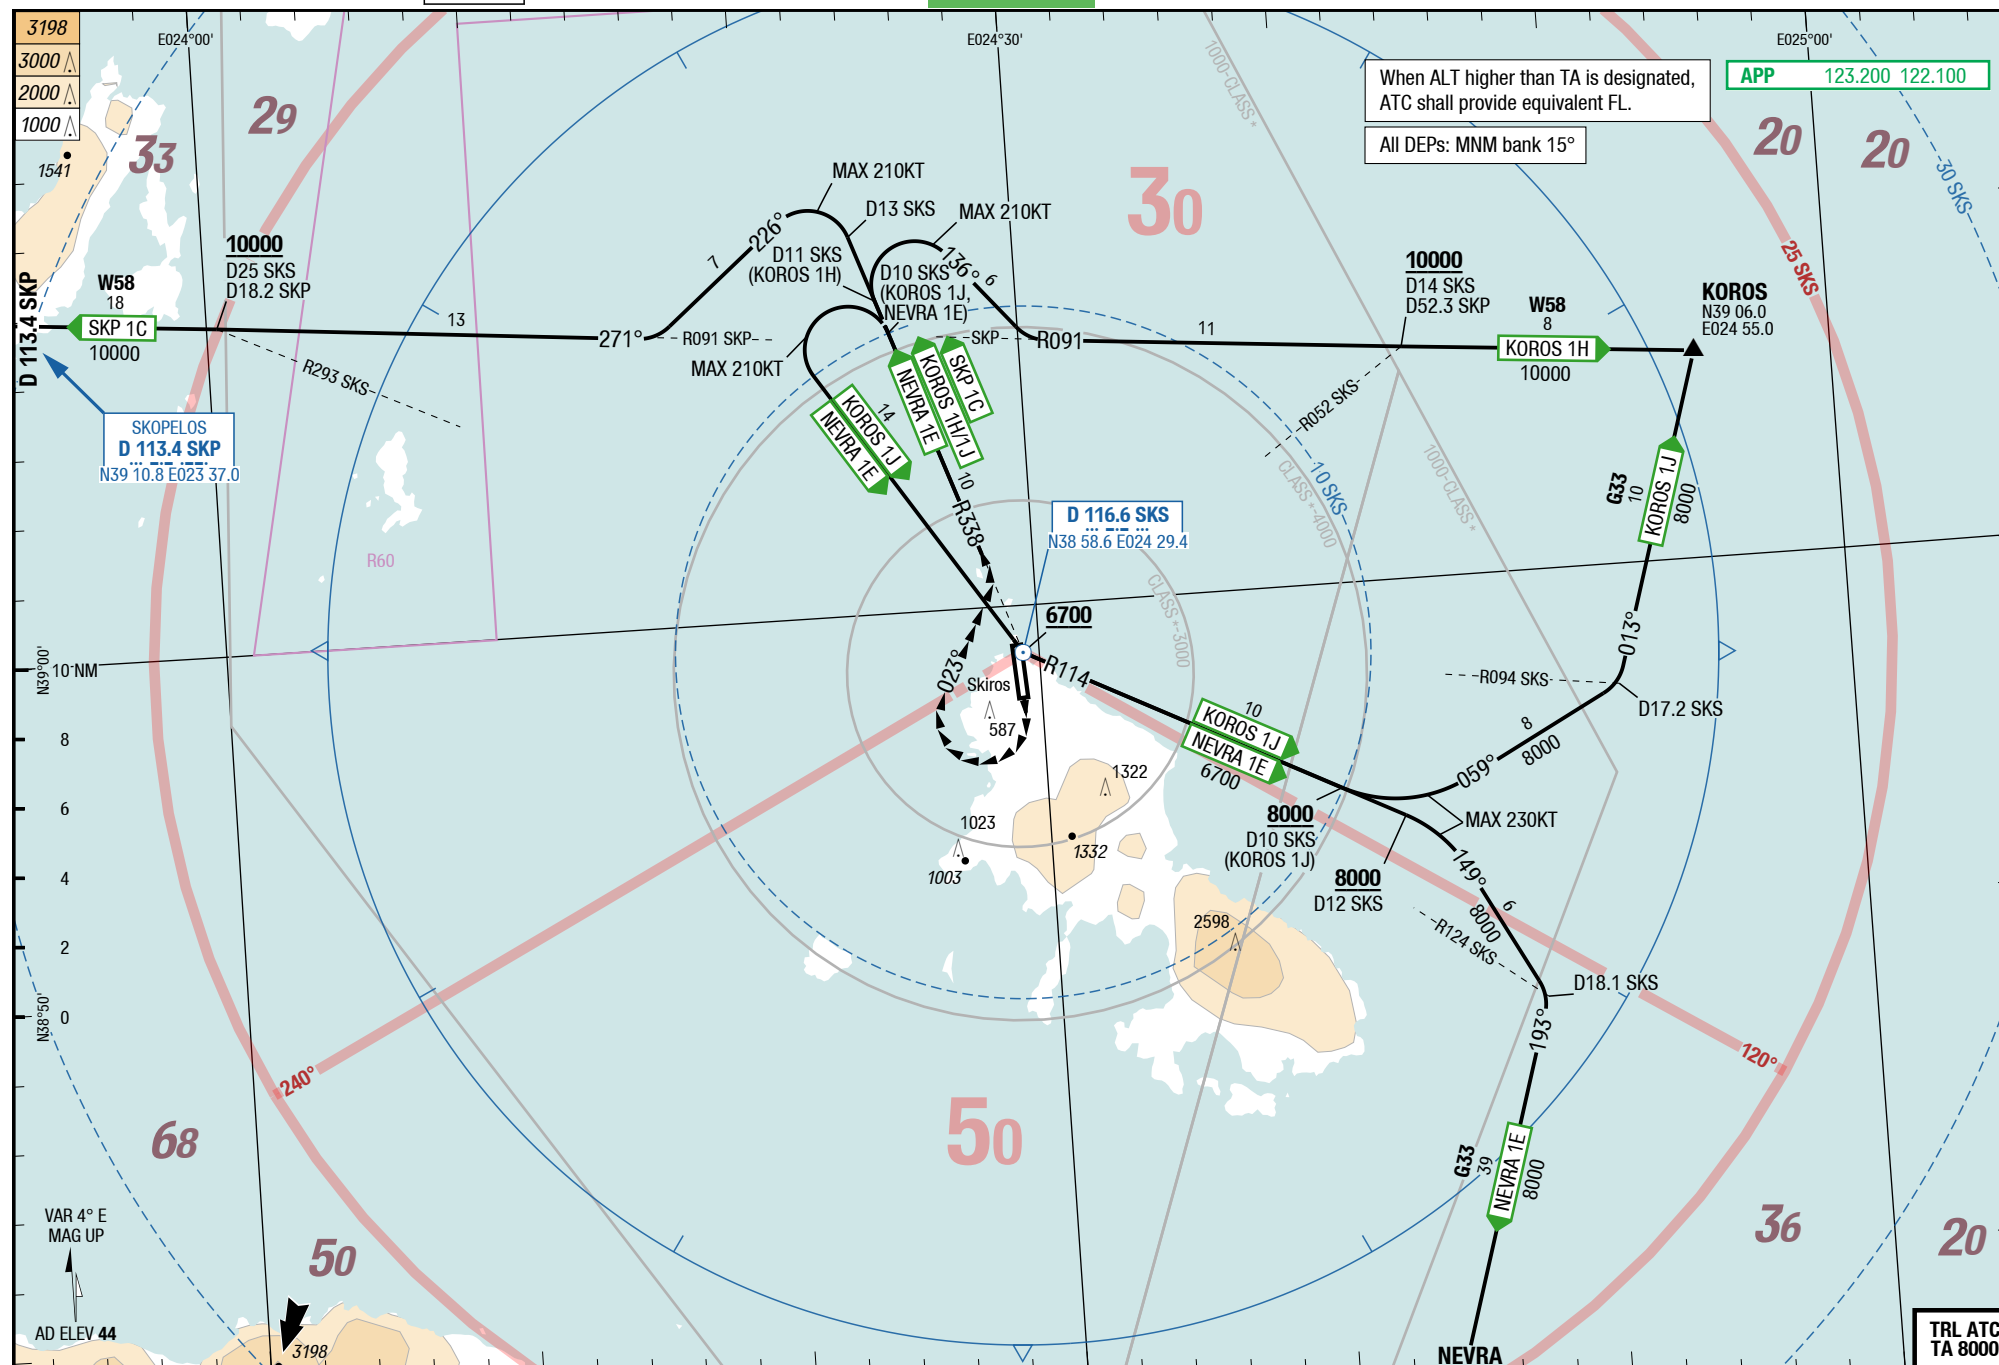 3198
3000
2000
1000
E024°00'
E024°30'
E025°00'
When ALT higher than TA is designated,
ATC shall provide equivalent FL.
All DEPs: MNM bank 15°
APP 123.200 122.100
1541
33
29
30
20
20
30 SKS
25 SKS
1000-CLASS *
MAX 210KT
D13 SKS
MAX 210KT
226°
7
D11 SKS
(KOROS 1H)
D10 SKS
(KOROS 1J,
NEVRA 1E)
136°
6
10000
D25 SKS
D18.2 SKP
10000
D14 SKS
D52.3 SKP
W58
18
SKP 1C
10000
D 113.4 SKP
13
271°
R091 SKP
MAX 210KT
SKP
R091
11
W58
8
KOROS 1H
10000
KOROS
N39 06.0
E024 55.0
R293 SKS
R052 SKS
SKOPELOS
D 113.4 SKP
N39 10.8 E023 37.0
KOROS 1J
NEVRA 1E
14
NEVRA 1E
KOROS 1H/1J
SKP 1C
10
R338
CLASS *-4000
10 SKS
1000-CLASS *
G33
10
KOROS 1J
8000
D 116.6 SKS
N38 58.6 E024 29.4
R60
CLASS *-3000
6700
013°
023°
Skiros
587
R114
R094 SKS
D17.2 SKS
N39°00'
10 NM
8
6
4
2
0
N38°50'
10
KOROS 1J
NEVRA 1E
6700
8
8000
059°
1322
1023
1332
1003
8000
D10 SKS
(KOROS 1J)
MAX 230KT
8000
D12 SKS
149°
6
8000
2598
R124 SKS
D18.1 SKS
193°
240°
120°
50
68
50
36
20
G33
39
NEVRA 1E
8000
VAR 4° E
MAG UP
AD ELEV 44
3198
NEVRA
TRL ATC
TA 8000